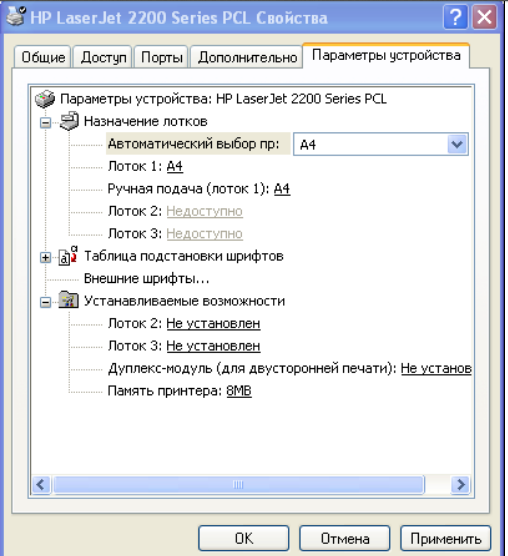 HP LaserJet 2200 Series PCL Свойства
Общие Доступ Порты Дополнительно Параметры устройства
Параметры устройства: HP LaserJet 2200 Series PCL
Назначение лотков
Автоматический выбор пр: A4
Лоток 1: A4
Ручная подача (лоток 1): A4
Лоток 2: Недоступно
Лоток 3: Недоступно
Таблица подстановки шрифтов
Внешние шрифты...
Устанавливаемые возможности
Лоток 2: Не установлен
Лоток 3: Не установлен
Дуплекс-модуль (для двусторонней печати): Не установ
Память принтера: 8MB
OK Отмена Применить